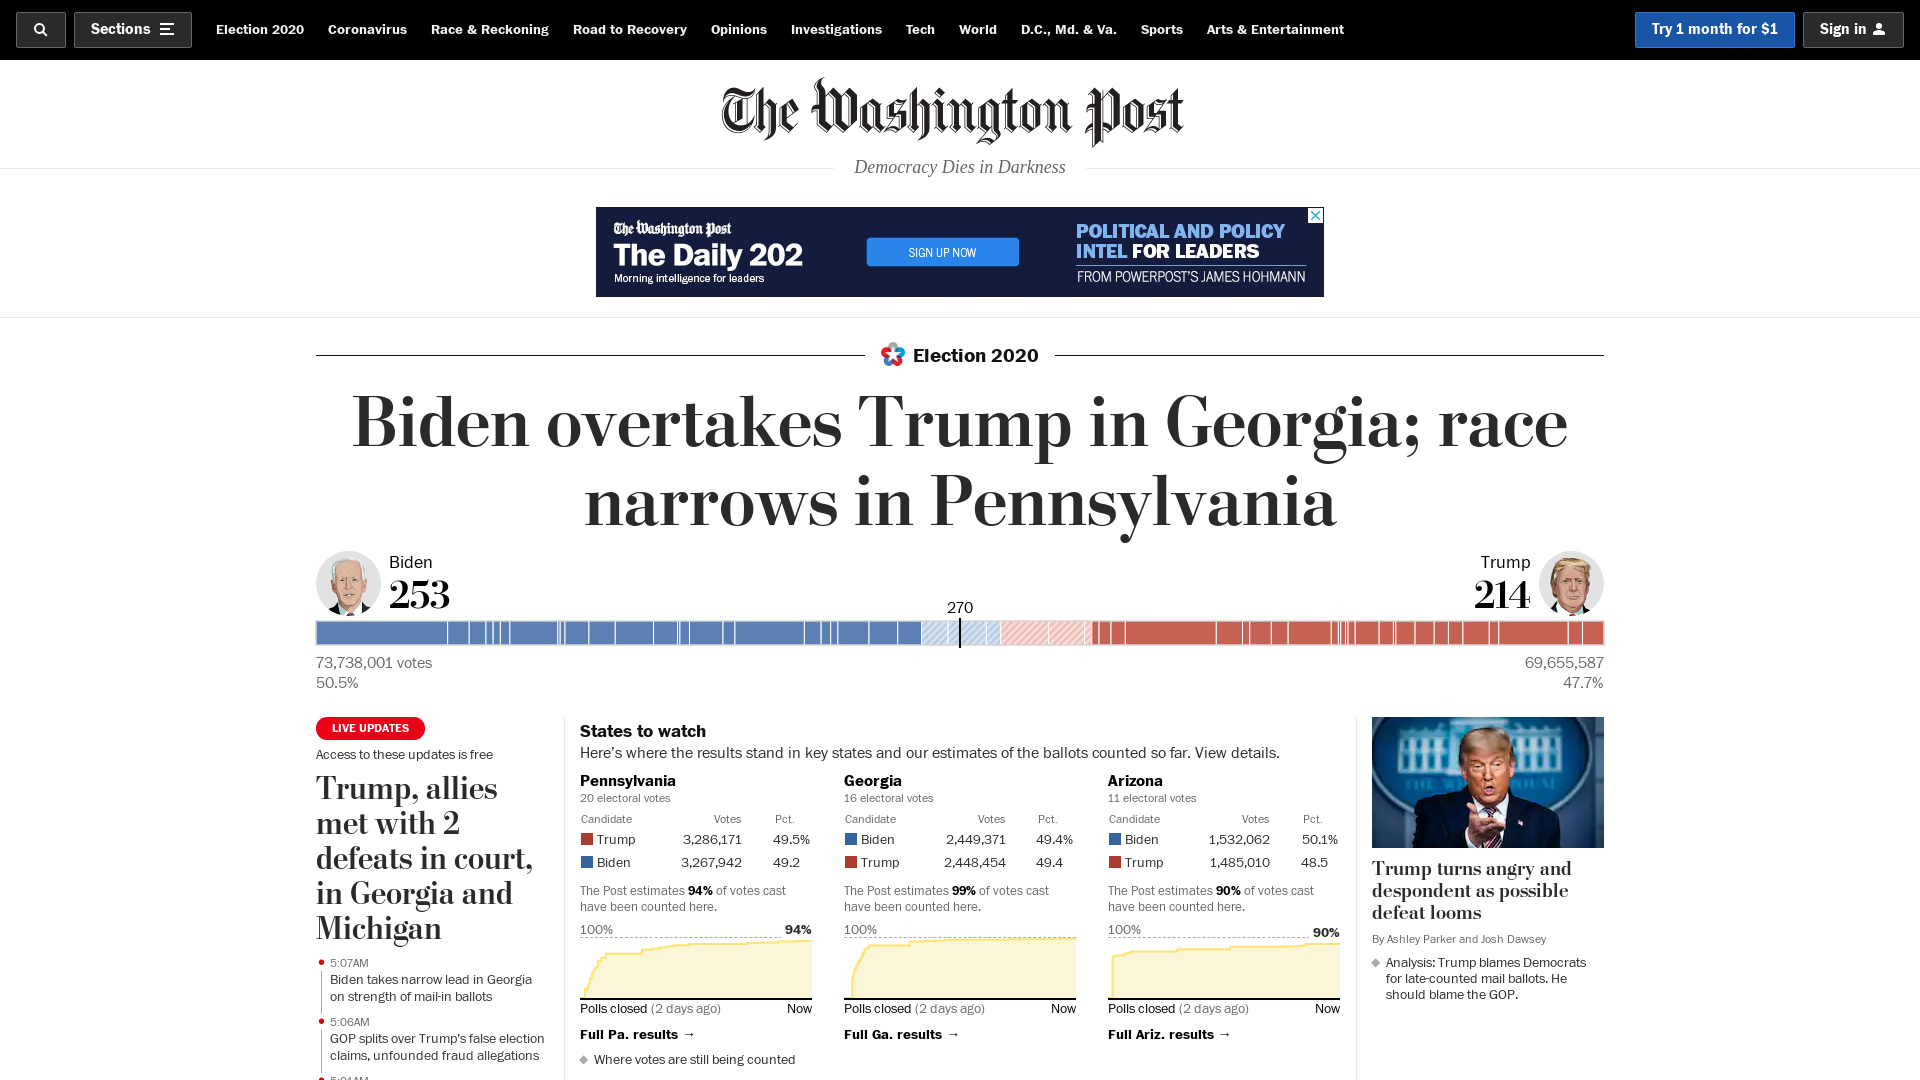 Sections
Election 2020 Coronavirus Race & Reckoning Road to Recovery Opinions Investigations Tech World D.C., Md. & Va. Sports Arts & Entertainment
Try 1 month for $1
Sign in
The Washington Post
Democracy Dies in Darkness
The Washington Post
The Daily 202
Morning intelligence for leaders
SIGN UP NOW
POLITICAL AND POLICY
INTEL FOR LEADERS
FROM POWERPOST'S JAMES HOHMANN
Election 2020
Biden overtakes Trump in Georgia; race
narrows in Pennsylvania
Biden
253
Trump
214
270
73,738,001 votes
50.5%
69,655,587
47.7%
LIVE UPDATES
Access to these updates is free
Trump, allies
met with 2
defeats in court,
in Georgia and
Michigan
5:07AM
Biden takes narrow lead in Georgia
on strength of mail-in ballots
5:06AM
GOP splits over Trump's false election
claims, unfounded fraud allegations
States to watch
Here's where the results stand in key states and our estimates of the ballots counted so far. View details.
Pennsylvania
20 electoral votes
Candidate Votes Pct.
Trump 3,286,171 49.5%
Biden 3,267,942 49.2
The Post estimates 94% of votes cast
have been counted here.
100% 94%
Polls closed (2 days ago) Now
Full Pa. results →
Where votes are still being counted
Georgia
16 electoral votes
Candidate Votes Pct.
Biden 2,449,371 49.4%
Trump 2,448,454 49.4
The Post estimates 99% of votes cast
have been counted here.
100%
Polls closed (2 days ago) Now
Full Ga. results →
Arizona
11 electoral votes
Candidate Votes Pct.
Biden 1,532,062 50.1%
Trump 1,485,010 48.5
The Post estimates 90% of votes cast
have been counted here.
100% 90%
Polls closed (2 days ago) Now
Full Ariz. results →
Trump turns angry and
despondent as possible
defeat looms
By Ashley Parker and Josh Dawsey
Analysis: Trump blames Democrats
for late-counted mail ballots. He
should blame the GOP.